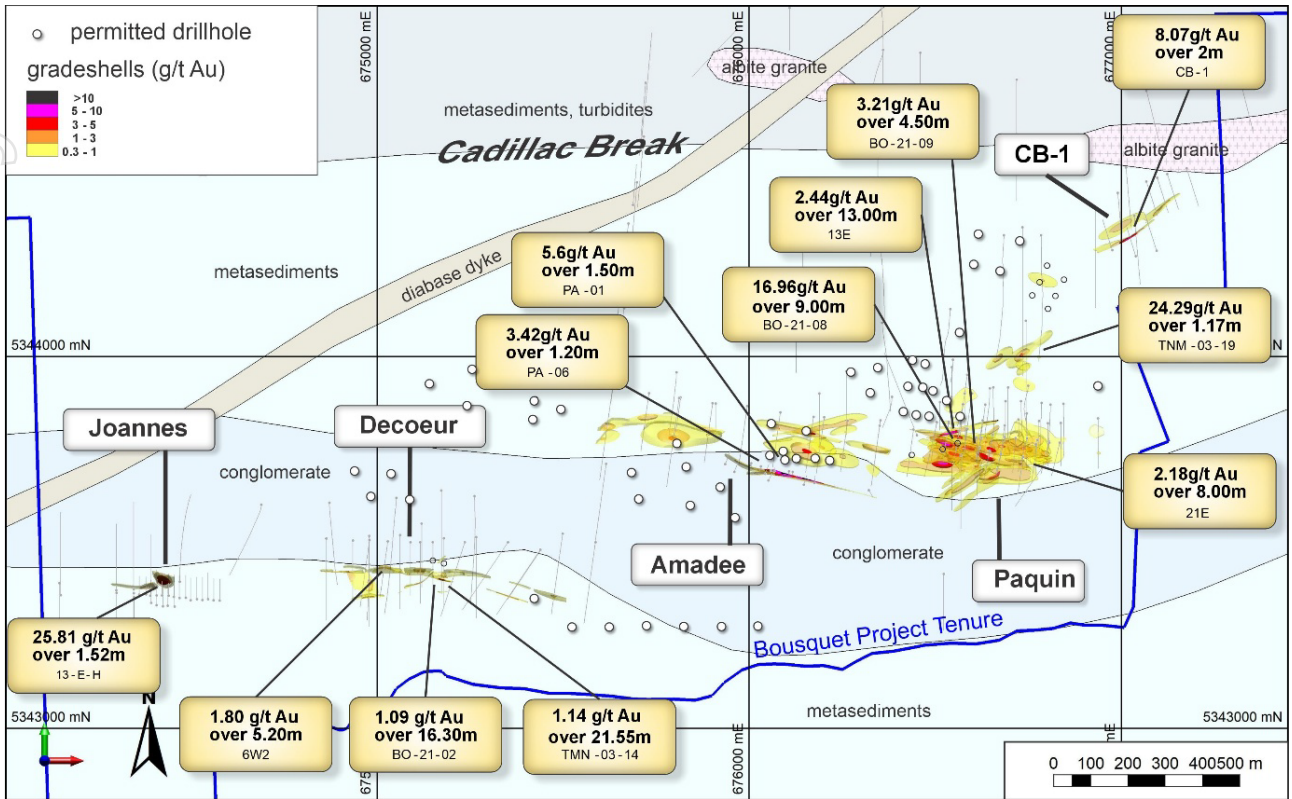 permitted drillhole
gradeshells (g/t Au)
>10
5 - 10
3 - 5
1 - 3
0.3 - 1
675000 mE
676000 mE
677000 mE
albite granite
metasediments, turbidites
Cadillac Break
8.07g/t Au
over 2m
CB-1
3.21g/t Au
over 4.50m
BO-21-09
CB-1
albite granite
2.44g/t Au
over 13.00m
13E
5.6g/t Au
over 1.50m
PA -01
metasediments
diabase dyke
16.96g/t Au
over 9.00m
BO-21-08
24.29g/t Au
over 1.17m
TNM -03-19
3.42g/t Au
over 1.20m
PA -06
5344000 mN
N
Joannes
Decoeur
conglomerate
2.18g/t Au
over 8.00m
21E
Amadee
conglomerate
Paquin
25.81 g/t Au
over 1.52m
13-E-H
Bousquet Project Tenure
N
1.80 g/t Au
over 5.20m
6W2
1.09 g/t Au
over 16.30m
BO-21-02
1.14 g/t Au
over 21.55m
TMN -03-14
metasediments
5343000 mN
5343000 mN
675
676000 mE
mE
0 100 200 300 400500 m